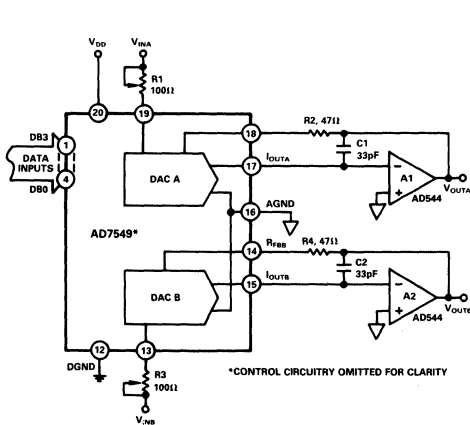 VDD
VINA
R1
100Ω
20
19
18
R2, 47Ω
DB3
1
DATA
INPUTS
4
DB0
DAC A
17
IOUTA
C1
33pF
−
A1
+
AD544
VOUTA
16
AGND
AD7549*
14
RFBB
R4, 47Ω
DAC B
15
IOUTB
C2
33pF
−
A2
+
AD544
VOUTB
12
13
DGND
R3
100Ω
VINB
*CONTROL CIRCUITRY OMITTED FOR CLARITY